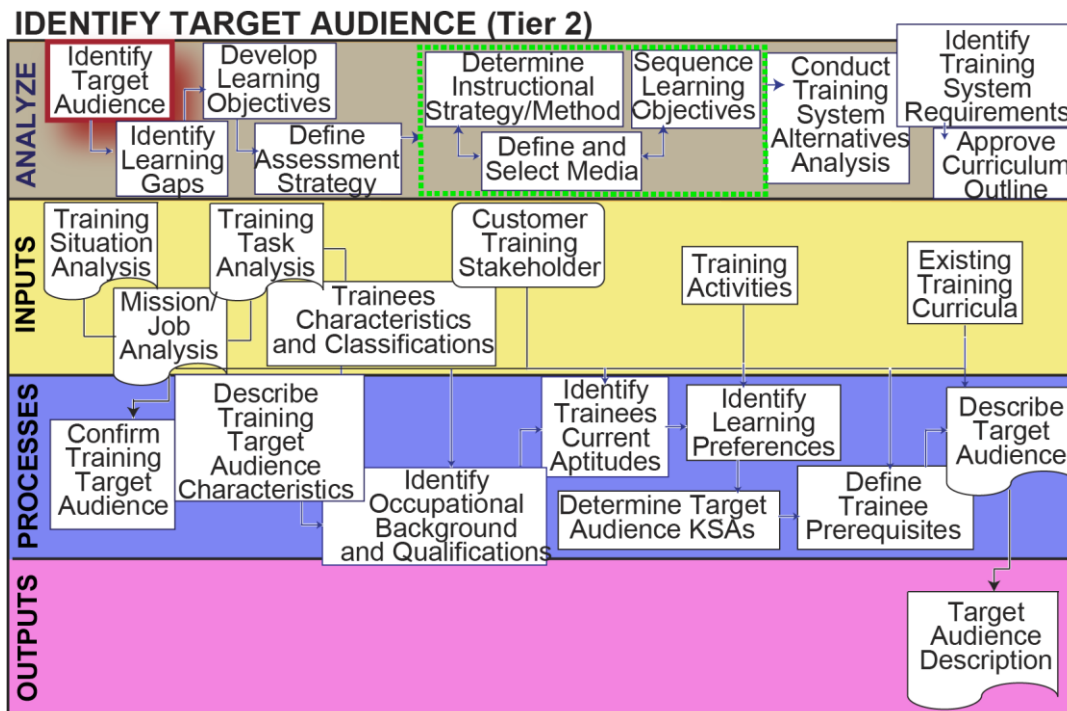 IDENTIFY TARGET AUDIENCE (Tier 2)
ANALYZE
Identify
Target
Audience
Identify
Learning
Gaps
Develop
Learning
Objectives
Define
Assessment
Strategy
Determine
Instructional
Strategy/Method
Define and
Select Media
Sequence
Learning
Objectives
Conduct
Training
System
Alternatives
Analysis
Identify
Training
System
Requirements
Approve
Curriculum
Outline
INPUTS
Training
Situation
Analysis
Mission/
Job
Analysis
Training
Task
Analysis
Trainees
Characteristics
and Classifications
Customer
Training
Stakeholder
Training
Activities
Existing
Training
Curricula
PROCESSES
Confirm
Training
Target
Audience
Describe
Training
Target
Audience
Characteristics
Identify
Occupational
Background
and Qualifications
Identify
Trainees
Current
Aptitudes
Identify
Learning
Preferences
Determine Target
Audience KSAs
Define
Trainee
Prerequisites
Describe
Target
Audience
OUTPUTS
Target
Audience
Description